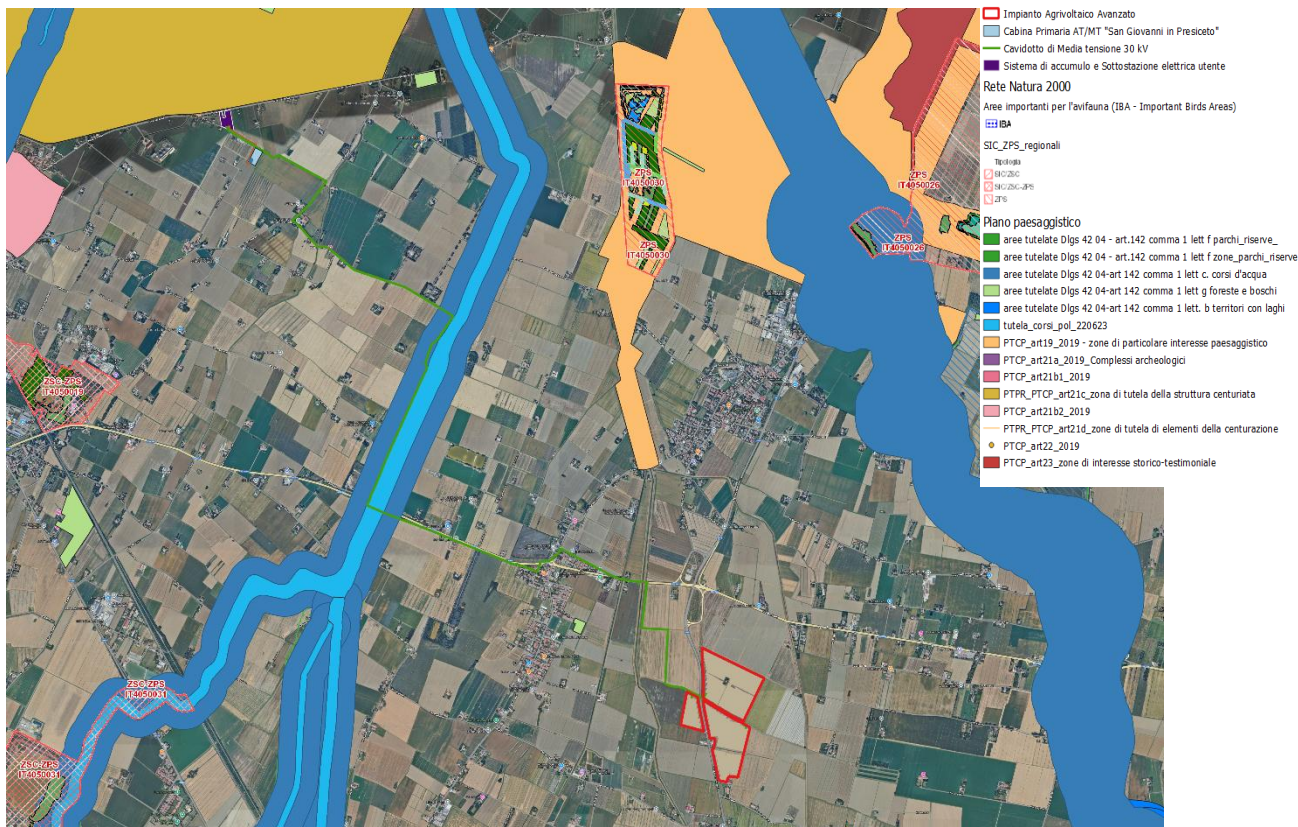 Impianto Agrivoltaico Avanzato
Cabina Primaria AT/MT "San Giovanni in Presiceto"
Cavidotto di Media tensione 30 kV
Sistema di accumulo e Sottostazione elettrica utente
Rete Natura 2000
Aree importanti per l'avifauna (IBA - Important Birds Areas)
IBA
SIC_ZPS_regionali
Tipologia
SIC/ZSC
SIC/ZSC-ZPS
ZPS
Piano paesaggistico
aree tutelate Dlgs 42 04 - art.142 comma 1 lett f parchi_riserve_
aree tutelate Dlgs 42 04 - art.142 comma 1 lett f zone_parchi_riserve
aree tutelate Dlgs 42 04-art 142 comma 1 lett c. corsi d'acqua
aree tutelate Dlgs 42 04-art 142 comma 1 lett g foreste e boschi
aree tutelate Dlgs 42 04-art 142 comma 1 lett. b territori con laghi
tutela_corsi_pol_220623
PTCP_art19_2019 - zone di particolare interesse paesaggistico
PTCP_art21a_2019_Complessi archeologici
PTCP_art21b1_2019
PTPR_PTCP_art21c_zona di tutela della struttura centuriata
PTCP_art21b2_2019
PTPR_PTCP_art21d_zone di tutela di elementi della centurazione
PTCP_art22_2019
PTCP_art23_zone di interesse storico-testimoniale
ZPS
IT4050030
ZPS
IT4050026
ZPS
IT4050030
ZPS
IT4050026
ZSC-ZPS
IT4050019
ZSC-ZPS
IT4050031
ZSC-ZPS
IT4050031